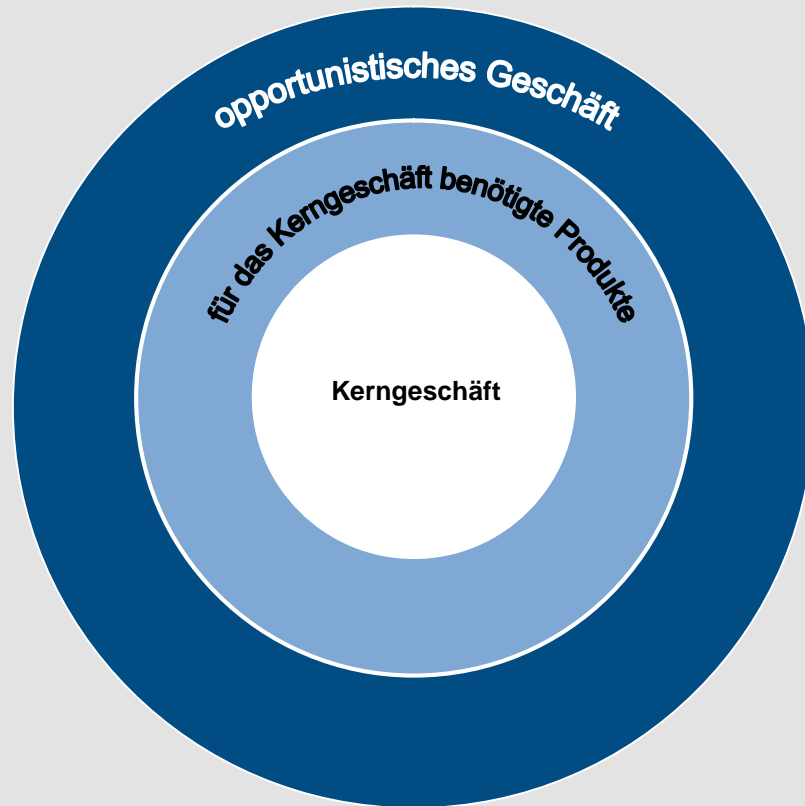 opportunistisches Geschäft
für das Kerngeschäft benötigte Produkte
Kerngeschäft